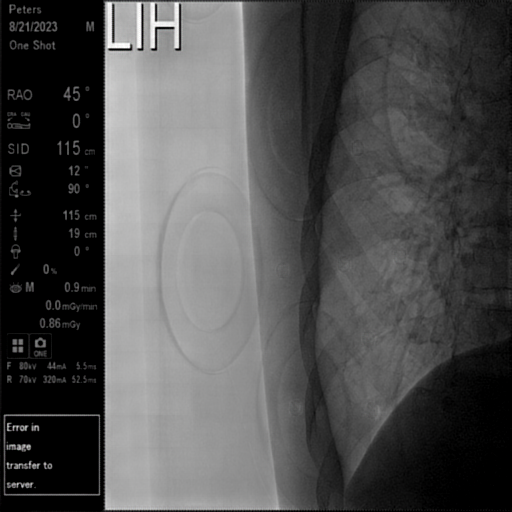 Peters
8/21/2023 M
One Shot
LIH
RAO 45 °
CRA CAU 0 °
SID 115 cm
12 °
90 °
115 cm
19 cm
0 °
0 %
M 0.9 min
0.0 mGy/min
0.86 mGy
ONE
F 80kV 44mA 5.5ms
R 70kV 320mA 52.5ms
Error in
image
transfer to
server.